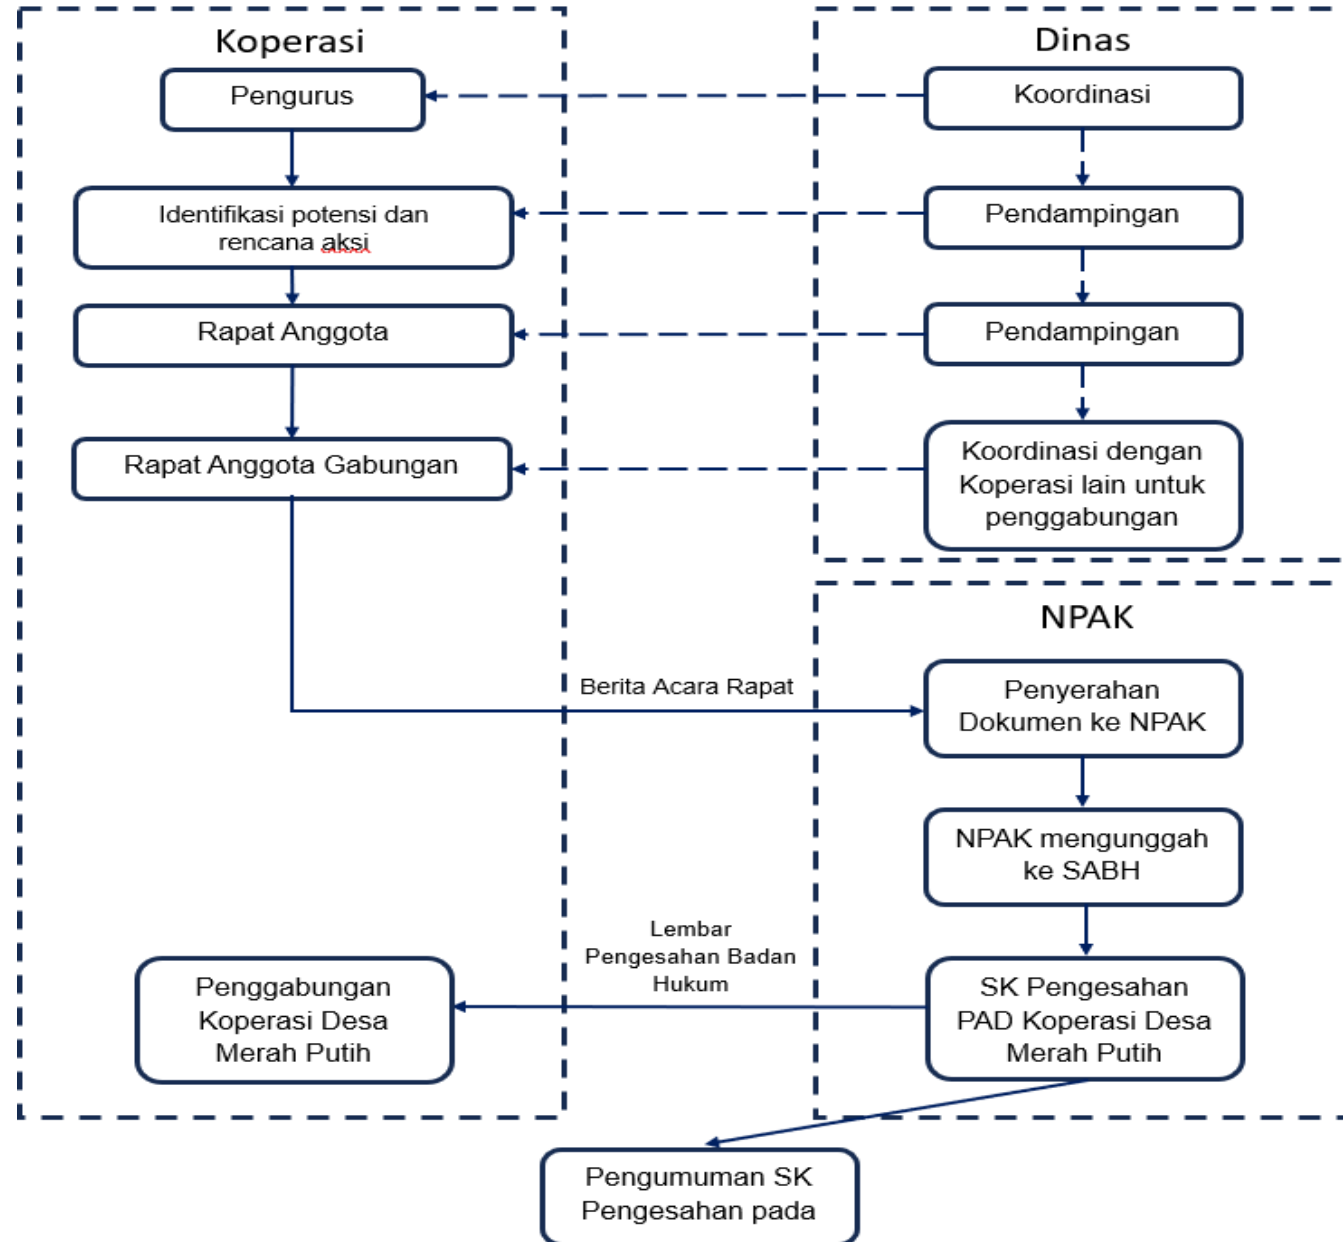 Koperasi
Pengurus
Identifikasi potensi dan
rencana aksi
Rapat Anggota
Rapat Anggota Gabungan
Dinas
Koordinasi
Pendampingan
Pendampingan
Koordinasi dengan
Koperasi lain untuk
penggabungan
NPAK
Berita Acara Rapat
Penyerahan
Dokumen ke NPAK
NPAK mengunggah
ke SABH
Lembar
Pengesahan Badan
Hukum
SK Pengesahan
PAD Koperasi Desa
Merah Putih
Penggabungan
Koperasi Desa
Merah Putih
Pengumuman SK
Pengesahan pada